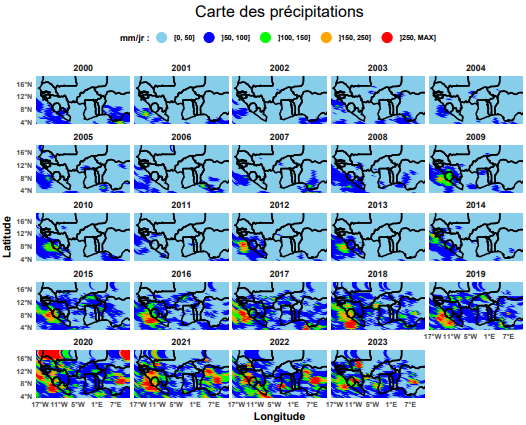 Carte des précipitations
mm/jr : [0, 50] ]50, 100] ]100, 150] ]150, 250] ]250, MAX]
2000 2001 2002 2003 2004
16°N
12°N
8°N
4°N
2005 2006 2007 2008 2009
16°N
12°N
8°N
4°N
2010 2011 2012 2013 2014
16°N
12°N
8°N
4°N
Latitude
2015 2016 2017 2018 2019
16°N
12°N
8°N
4°N
17°W 11°W 5°W 1°E 7°E
2020 2021 2022 2023
16°N
12°N
8°N
4°N
17°W 11°W 5°W 1°E 7°E 17°W 11°W 5°W 1°E 7°E 17°W 11°W 5°W 1°E 7°E 17°W 11°W 5°W 1°E 7°E
Longitude